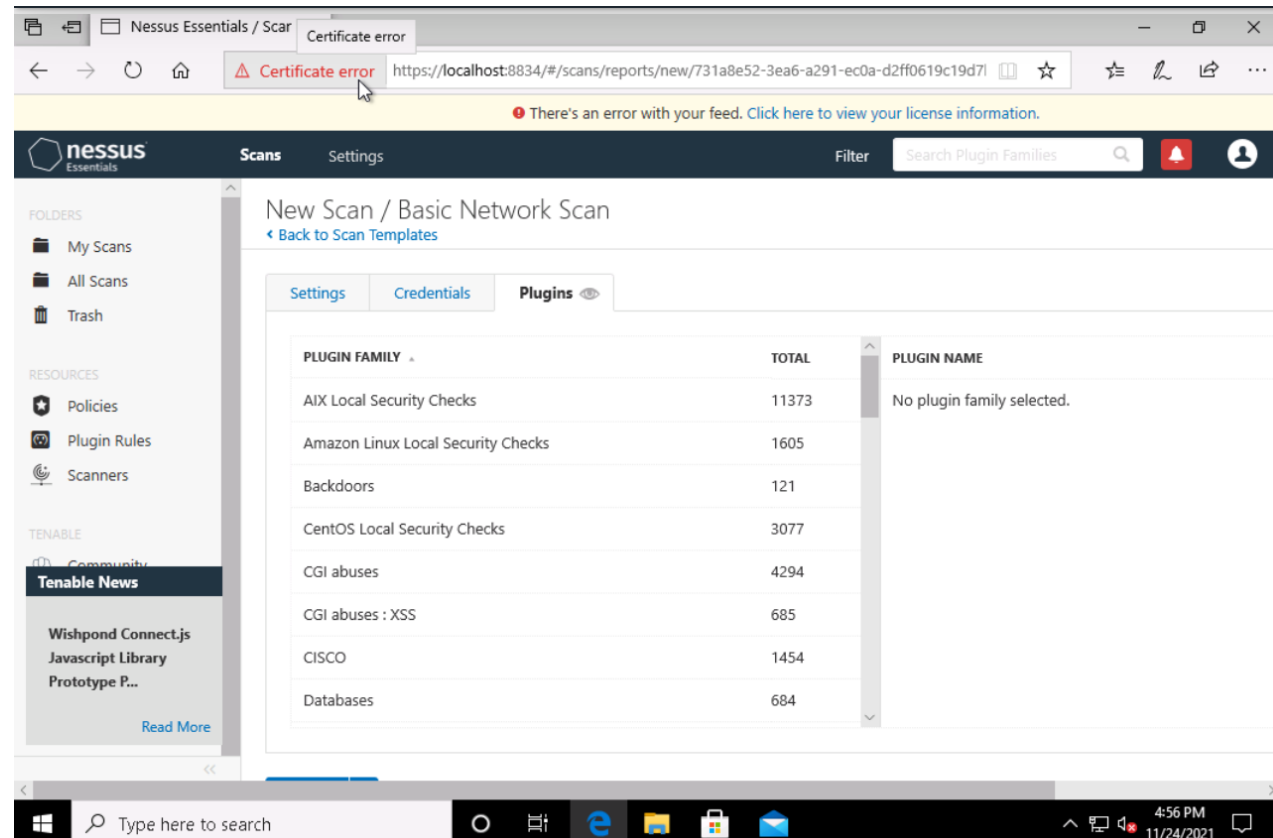 Nessus Essentials / Scar
Certificate error
Certificate error
https://localhost:8834/#/scans/reports/new/731a8e52-3ea6-a291-ec0a-d2ff0619c19d7l
There's an error with your feed. Click here to view your license information.
nessus
Essentials
Scans
Settings
Filter
Search Plugin Families
FOLDERS
My Scans
All Scans
Trash
RESOURCES
Policies
Plugin Rules
Scanners
TENABLE
Community
Tenable News
Wishpond Connect.js
Javascript Library
Prototype P...
Read More
New Scan / Basic Network Scan
Back to Scan Templates
Settings Credentials Plugins
PLUGIN FAMILY TOTAL PLUGIN NAME
AIX Local Security Checks 11373 No plugin family selected.
Amazon Linux Local Security Checks 1605
Backdoors 121
CentOS Local Security Checks 3077
CGI abuses 4294
CGI abuses : XSS 685
CISCO 1454
Databases 684
Type here to search
4:56 PM
11/24/2021